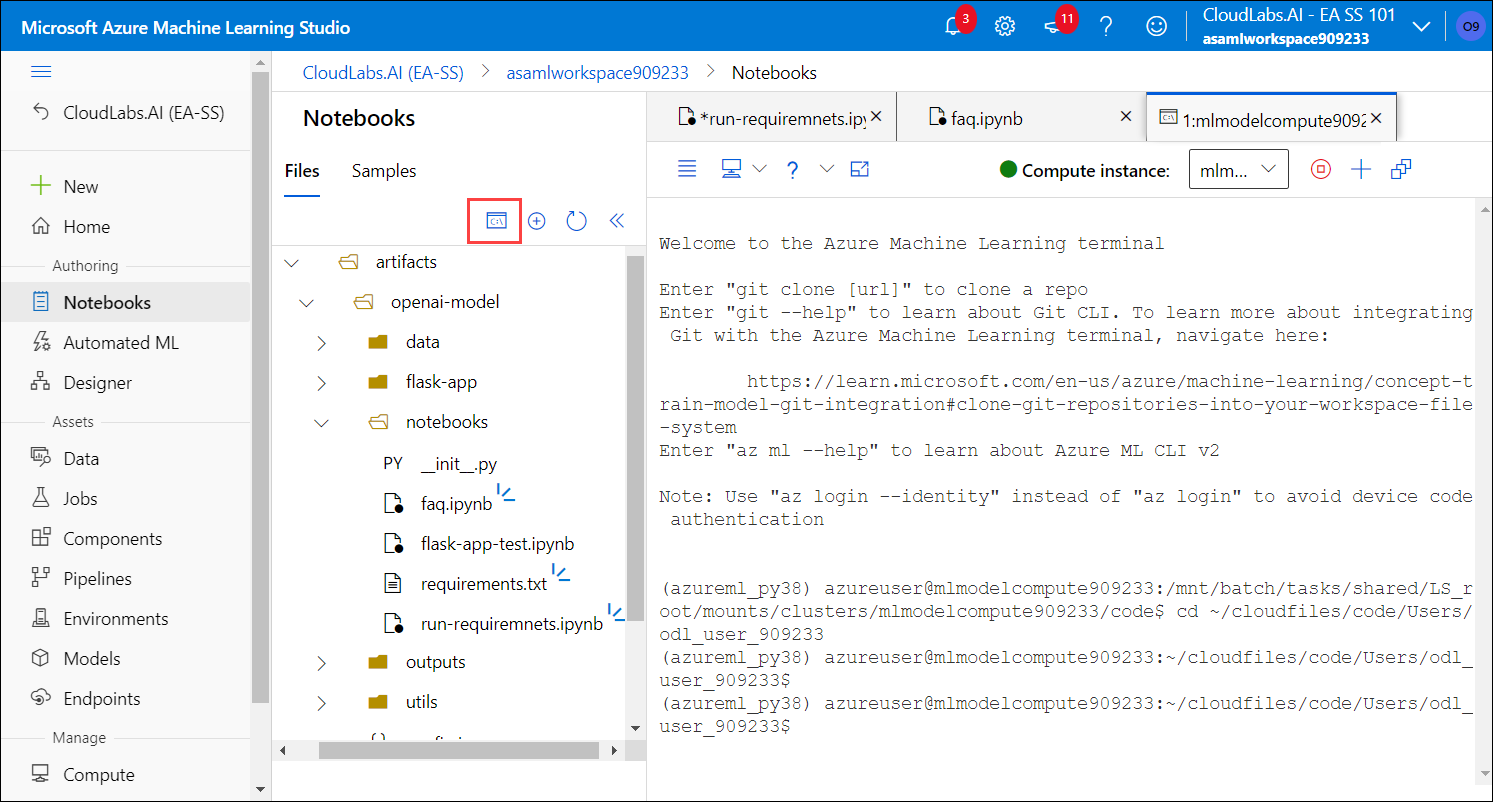 Microsoft Azure Machine Learning Studio
3
11
CloudLabs.AI - EA SS 101
asamlworkspace909233
O9
CloudLabs.AI (EA-SS)
New
Home
Authoring
Notebooks
Automated ML
Designer
Assets
Data
Jobs
Components
Pipelines
Environments
Models
Endpoints
Manage
Compute
CloudLabs.AI (EA-SS) > asamlworkspace909233 > Notebooks
Notebooks
Files Samples
artifacts
openai-model
data
flask-app
notebooks
PY __init__.py
faq.ipynb
flask-app-test.ipynb
requirements.txt
run-requiremnets.ipynb
outputs
utils
*run-requiremnets.ipy
faq.ipynb
1:mlmodelcompute909
Compute instance: mlm...
Welcome to the Azure Machine Learning terminal
Enter "git clone [url]" to clone a repo
Enter "git --help" to learn about Git CLI. To learn more about integrating
Git with the Azure Machine Learning terminal, navigate here:
https://learn.microsoft.com/en-us/azure/machine-learning/concept-t
rain-model-git-integration#clone-git-repositories-into-your-workspace-file
-system
Enter "az ml --help" to learn about Azure ML CLI v2
Note: Use "az login --identity" instead of "az login" to avoid device code
authentication
(azureml_py38) azureuser@mlmodelcompute909233:/mnt/batch/tasks/shared/LS_r
oot/mounts/clusters/mlmodelcompute909233/code$ cd ~/cloudfiles/code/Users/
odl_user_909233
(azureml_py38) azureuser@mlmodelcompute909233:~/cloudfiles/code/Users/odl_
user_909233$
(azureml_py38) azureuser@mlmodelcompute909233:~/cloudfiles/code/Users/odl_
user_909233$